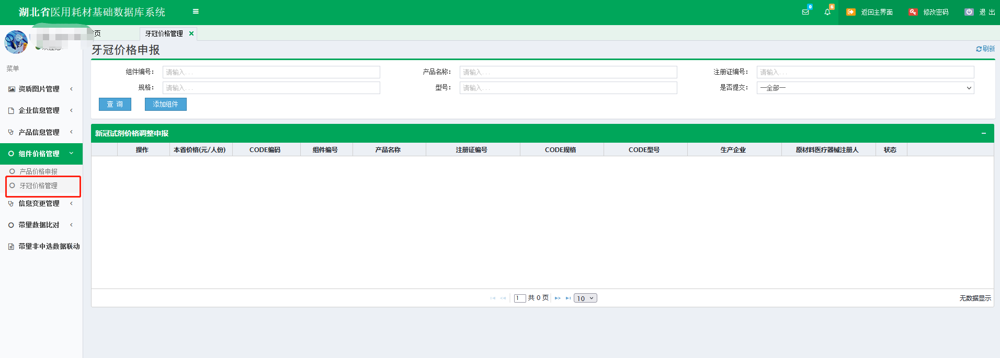 湖北省医用耗材基础数据库系统
0
6
返回主界面
修改密码
退 出
页
牙冠价格管理
牙冠价格申报
刷新
菜单
资质图片管理
企业信息管理
产品信息管理
组件价格管理
产品价格申报
牙冠价格管理
信息变更管理
带量数据比对
带量非中选数据联动
组件编号： 请输入...
产品名称： 请输入...
注册证编号： 请输入...
规格： 请输入...
型号： 请输入...
是否提交： —全部—
查 询
添加组件
新冠试剂价格调整申报
操作 本省价格(元/人份) CODE编码 组件编号 产品名称 注册证编号 CODE规格 CODE型号 生产企业 原材料医疗器械注册人 状态
1 共 0 页 10
无数据显示